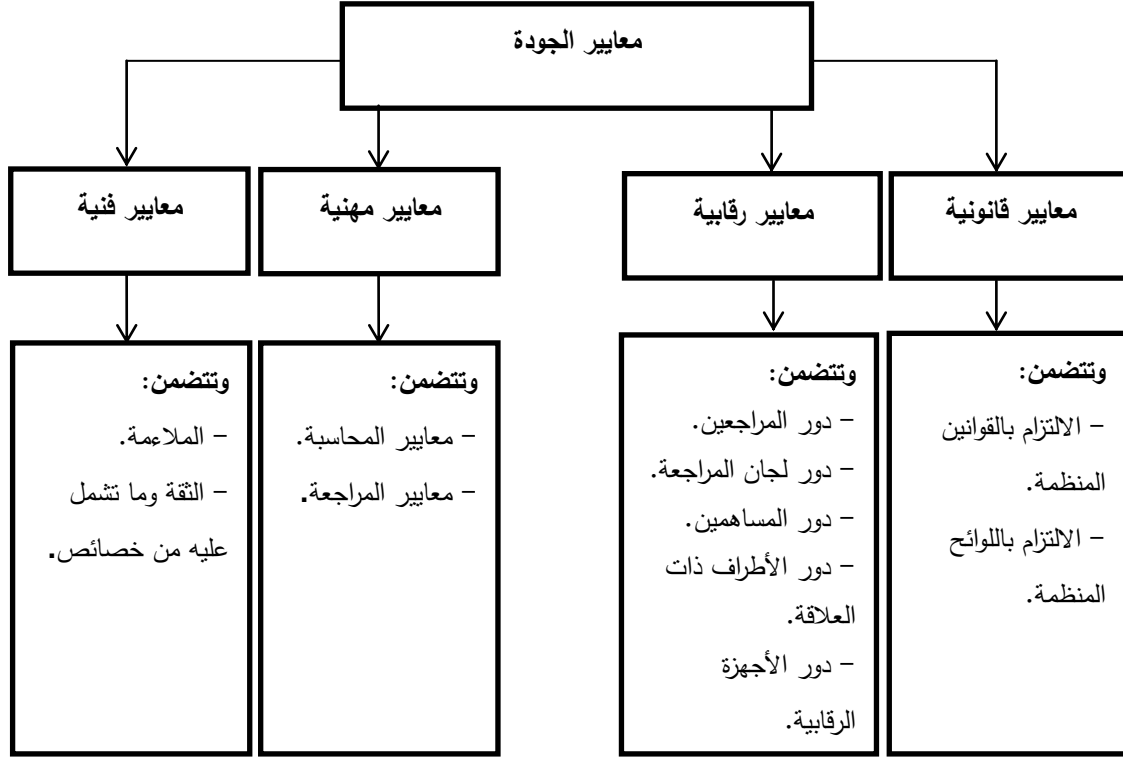 معايير الجودة
معايير قانونية
معايير رقابية
معايير مهنية
معايير فنية
وتتضمن:
– الالتزام بالقوانين
المنظمة.
– الالتزام باللوائح
المنظمة.
وتتضمن:
– دور المراجعين.
– دور لجان المراجعة.
– دور المساهمين.
– دور الأطراف ذات
العلاقة.
– دور الأجهزة
الرقابية.
وتتضمن:
– معايير المحاسبة.
– معايير المراجعة.
وتتضمن:
– الملاءمة.
– الثقة وما تشمل
عليه من خصائص.